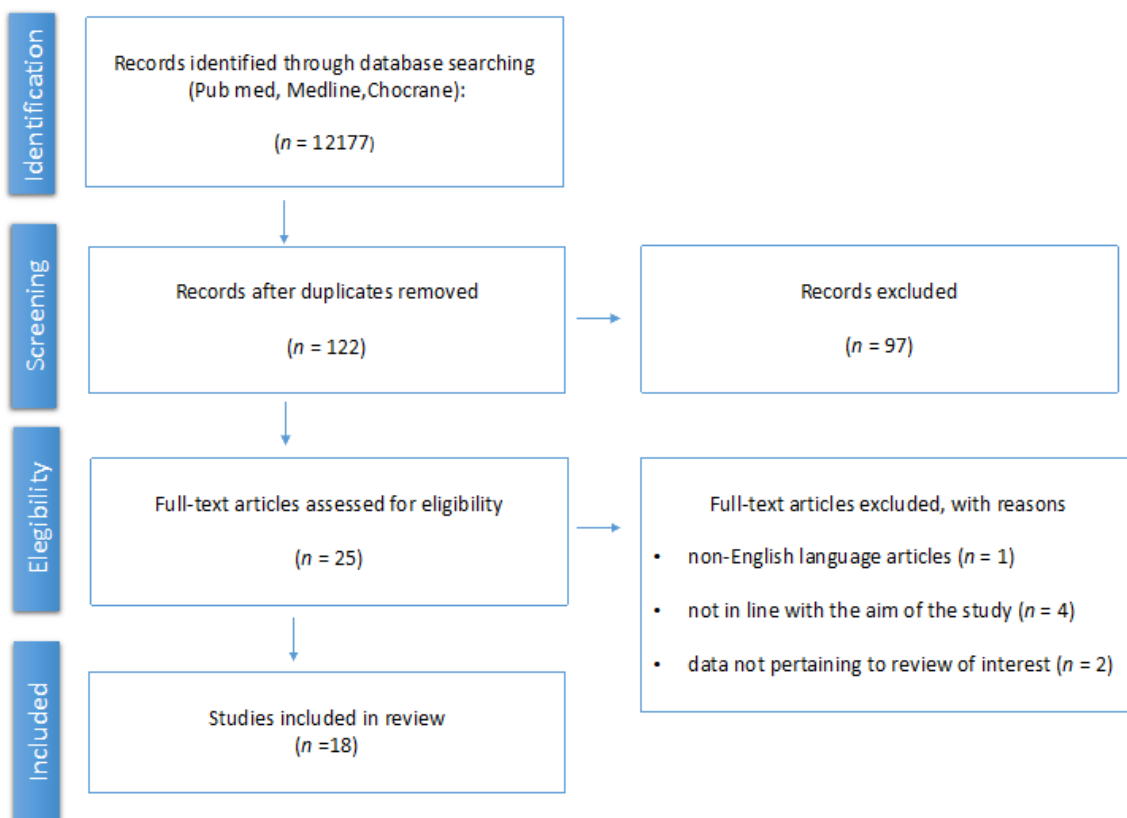 Identification
Records identified through database searching
(Pub med, Medline,Chocrane):
(n = 12177)
Screening
Records after duplicates removed
(n = 122)
Records excluded
(n = 97)
Elegibility
Full-text articles assessed for eligibility
(n = 25)
Full-text articles excluded, with reasons
• non-English language articles (n = 1)
• not in line with the aim of the study (n = 4)
• data not pertaining to review of interest (n = 2)
Included
Studies included in review
(n =18)